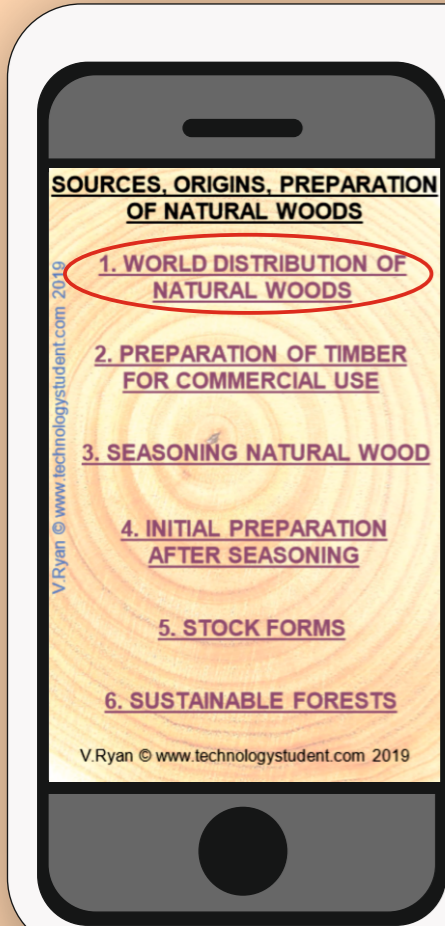 SOURCES, ORIGINS, PREPARATION
OF NATURAL WOODS
1. WORLD DISTRIBUTION OF
NATURAL WOODS
2. PREPARATION OF TIMBER
FOR COMMERCIAL USE
3. SEASONING NATURAL WOOD
4. INITIAL PREPARATION
AFTER SEASONING
5. STOCK FORMS
6. SUSTAINABLE FORESTS
V.Ryan © www.technologystudent.com 2019
V.Ryan © www.technologystudent.com 2019